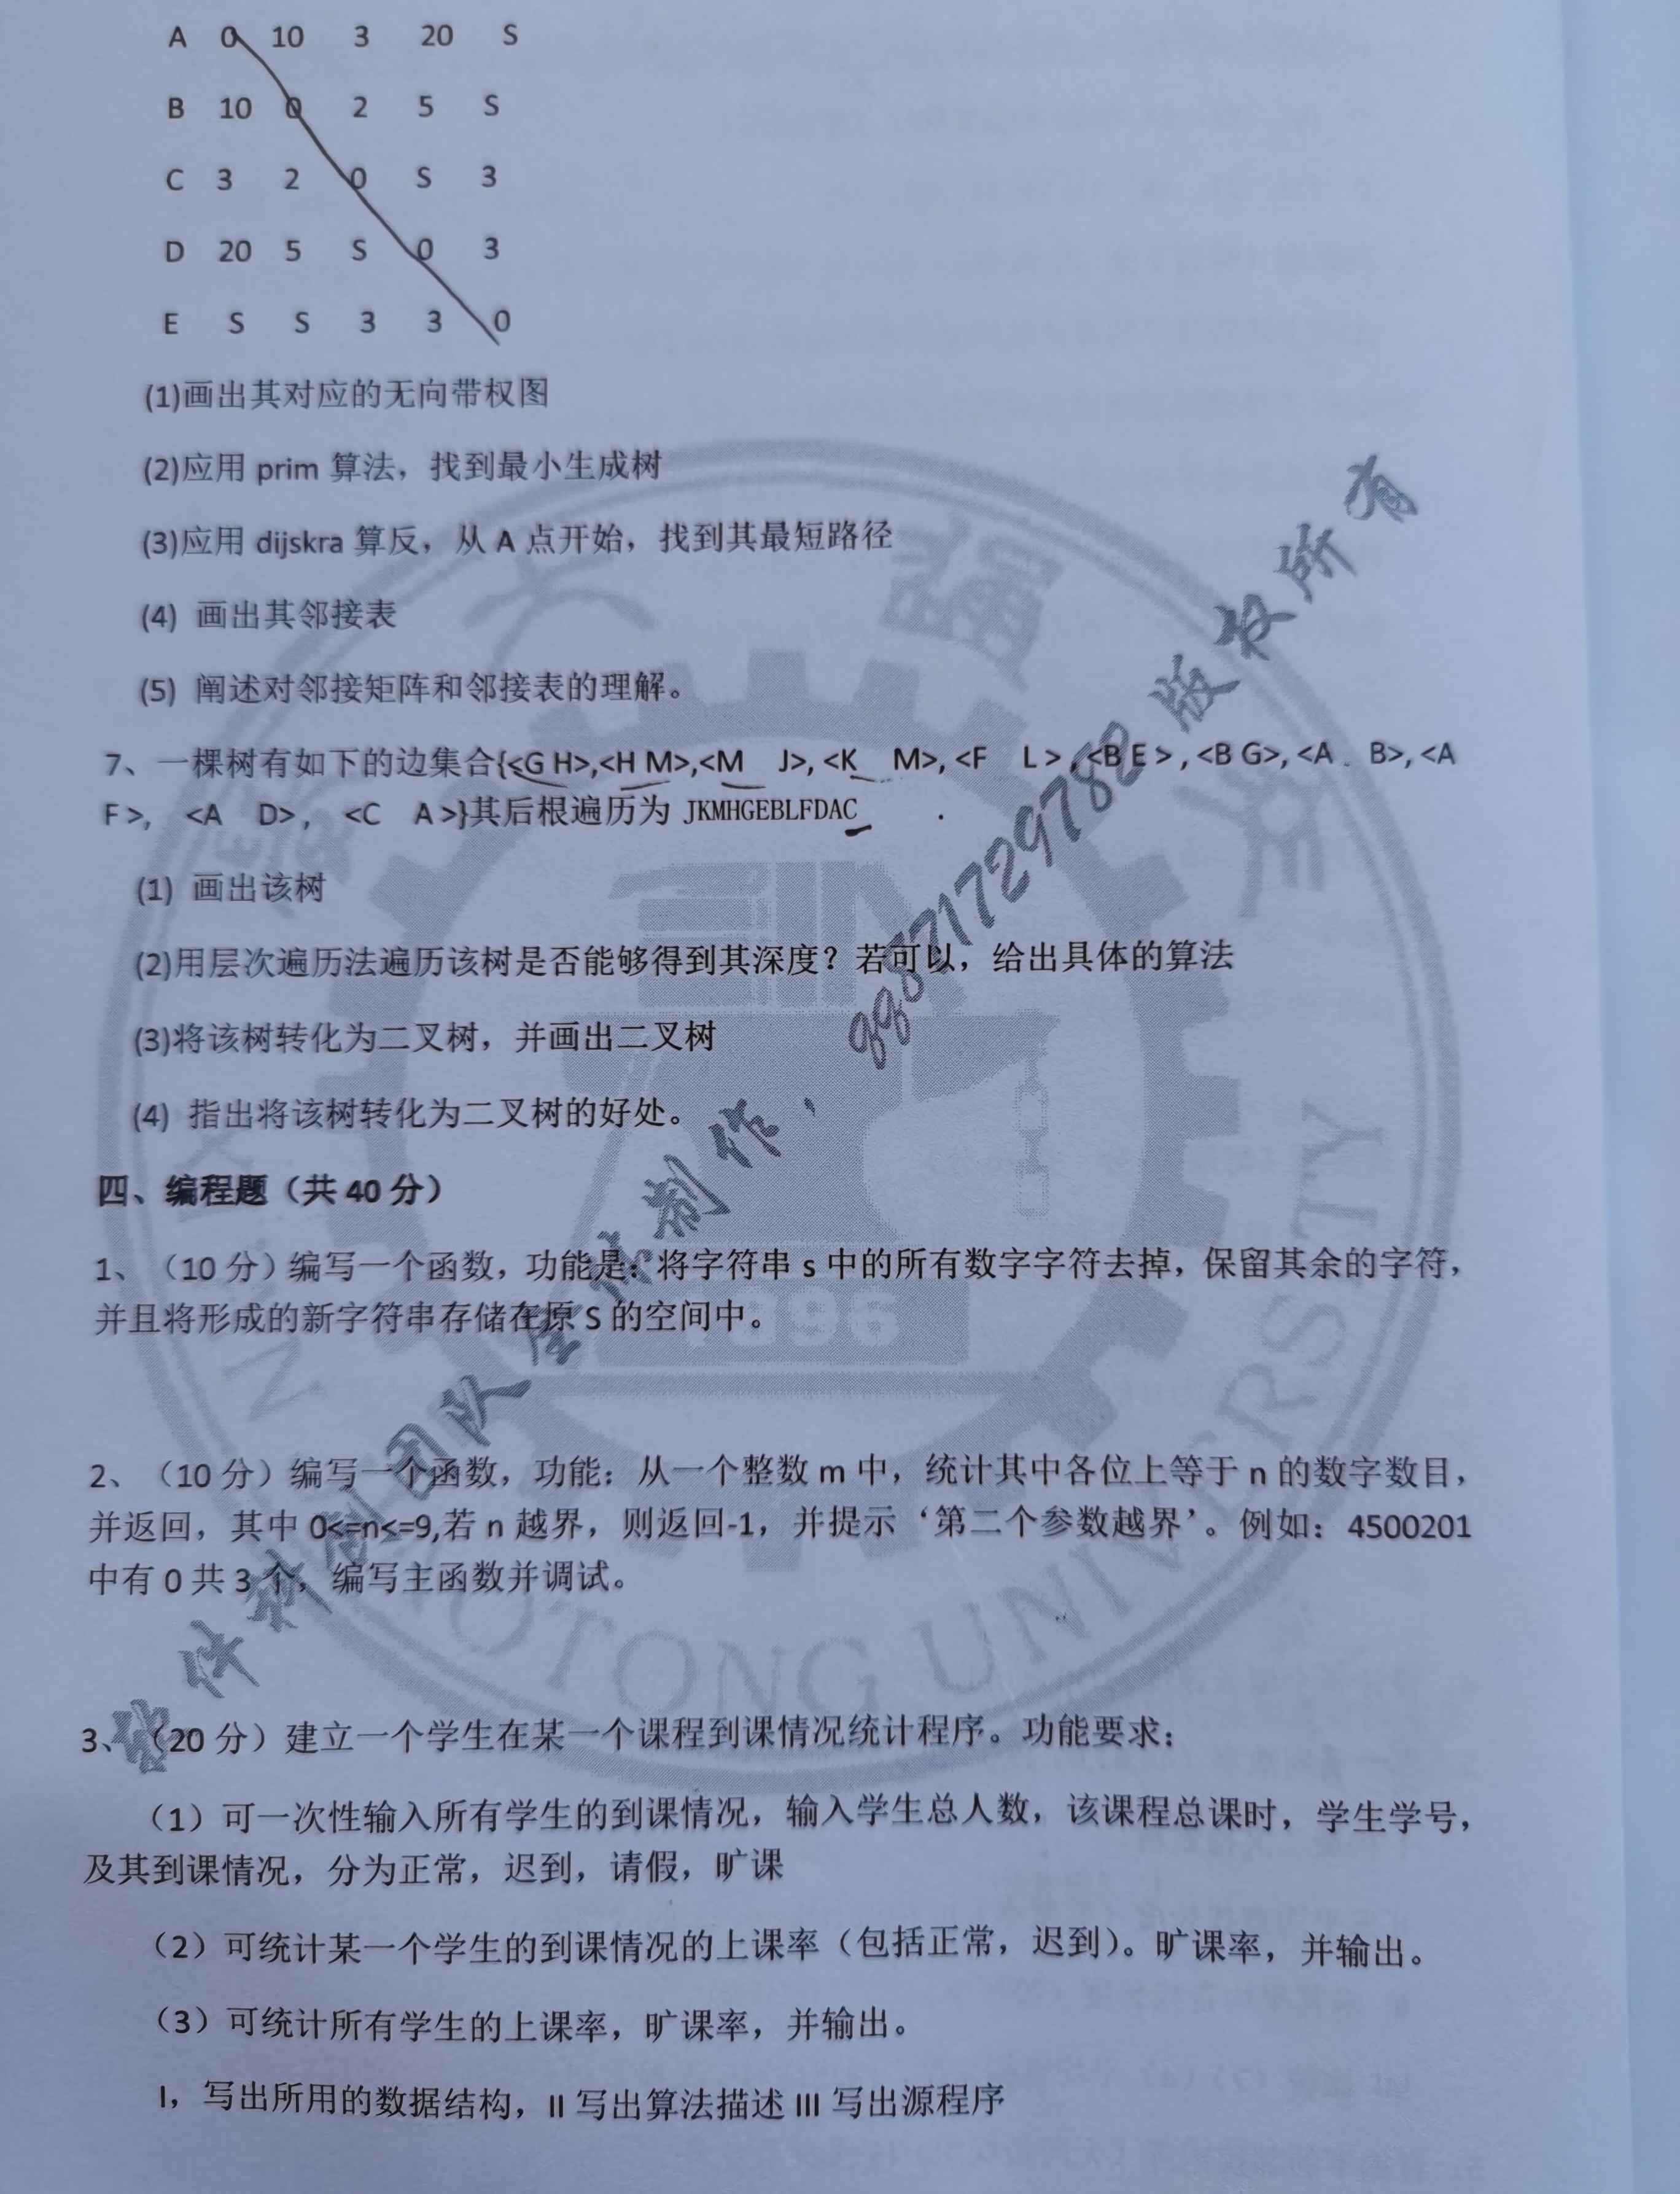 A 0 10 3 20 S
B 10 0 2 5 S
C 3 2 0 S 3
D 20 5 S 0 3
E S S 3 3 0
(1)画出其对应的无向带权图
(2)应用 prim 算法，找到最小生成树
(3)应用 dijskra 算反，从 A 点开始，找到其最短路径
(4) 画出其邻接表
(5) 阐述对邻接矩阵和邻接表的理解。
7、一棵树有如下的边集合{<G H>,<H M>,<M J>, <K M>, <F L > , <B E > , <B G>, <A B>, <A
F >, <A D> , <C A >}其后根遍历为 JKMHGEBLFDAC
(1) 画出该树
(2)用层次遍历法遍历该树是否能够得到其深度？若可以，给出具体的算法
(3)将该树转化为二叉树，并画出二叉树
(4) 指出将该树转化为二叉树的好处。
四、编程题（共 40 分）
1、（10 分）编写一个函数，功能是：将字符串 s 中的所有数字字符去掉，保留其余的字符，
并且将形成的新字符串存储在原 S 的空间中。
2、（10 分）编写一个函数，功能：从一个整数 m 中，统计其中各位上等于 n 的数字数目，
并返回，其中 0<=n<=9,若 n 越界，则返回-1，并提示‘第二个参数越界’。例如：4500201
中有 0 共 3 个，编写主函数并调试。
3、（20 分）建立一个学生在某一个课程到课情况统计程序。功能要求：
（1）可一次性输入所有学生的到课情况，输入学生总人数，该课程总课时，学生学号，
及其到课情况，分为正常，迟到，请假，旷课
（2）可统计某一个学生的到课情况的上课率（包括正常，迟到）。旷课率，并输出。
（3）可统计所有学生的上课率，旷课率，并输出。
I，写出所用的数据结构，II 写出算法描述 III 写出源程序
制作，
版权所有
1896
OTONG UNIVERSITY